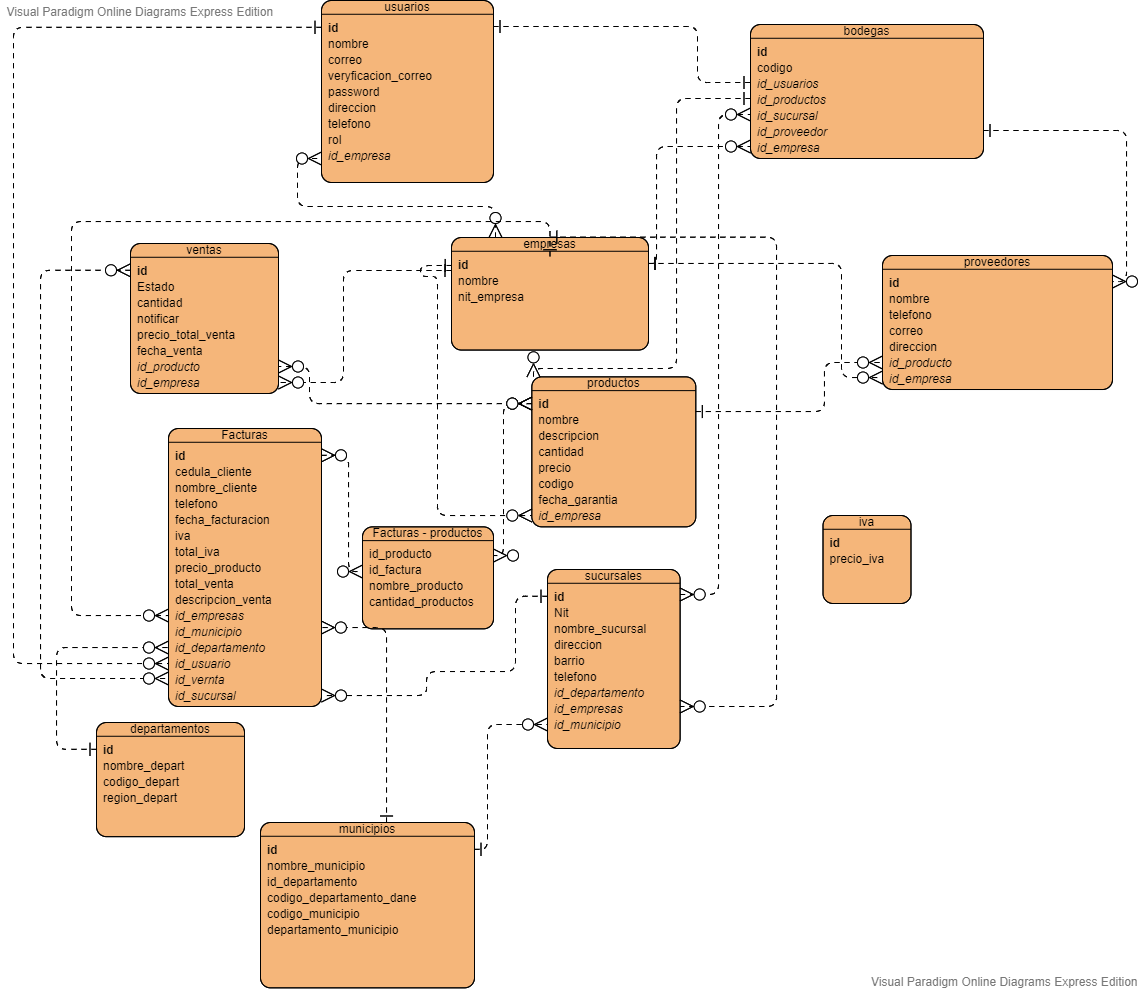 Visual Paradigm Online Diagrams Express Edition
usuarios
id
nombre
correo
veryficacion_correo
password
direccion
telefono
rol
id_empresa
bodegas
id
codigo
id_usuarios
id_productos
id_sucursal
id_proveedor
id_empresa
ventas
id
Estado
cantidad
notificar
precio_total_venta
fecha_venta
id_producto
id_empresa
empresas
id
nombre
nit_empresa
proveedores
id
nombre
telefono
correo
direccion
id_producto
id_empresa
productos
id
nombre
descripcion
cantidad
precio
codigo
fecha_garantia
id_empresa
Facturas
id
cedula_cliente
nombre_cliente
telefono
fecha_facturacion
iva
total_iva
precio_producto
total_venta
descripcion_venta
id_empresas
id_municipio
id_departamento
id_usuario
id_vernta
id_sucursal
Facturas - productos
id_producto
id_factura
nombre_producto
cantidad_productos
iva
id
precio_iva
sucursales
id
Nit
nombre_sucursal
direccion
barrio
telefono
id_departamento
id_empresas
id_municipio
departamentos
id
nombre_depart
codigo_depart
region_depart
municipios
id
nombre_municipio
id_departamento
codigo_departamento_dane
codigo_municipio
departamento_municipio
Visual Paradigm Online Diagrams Express Edition